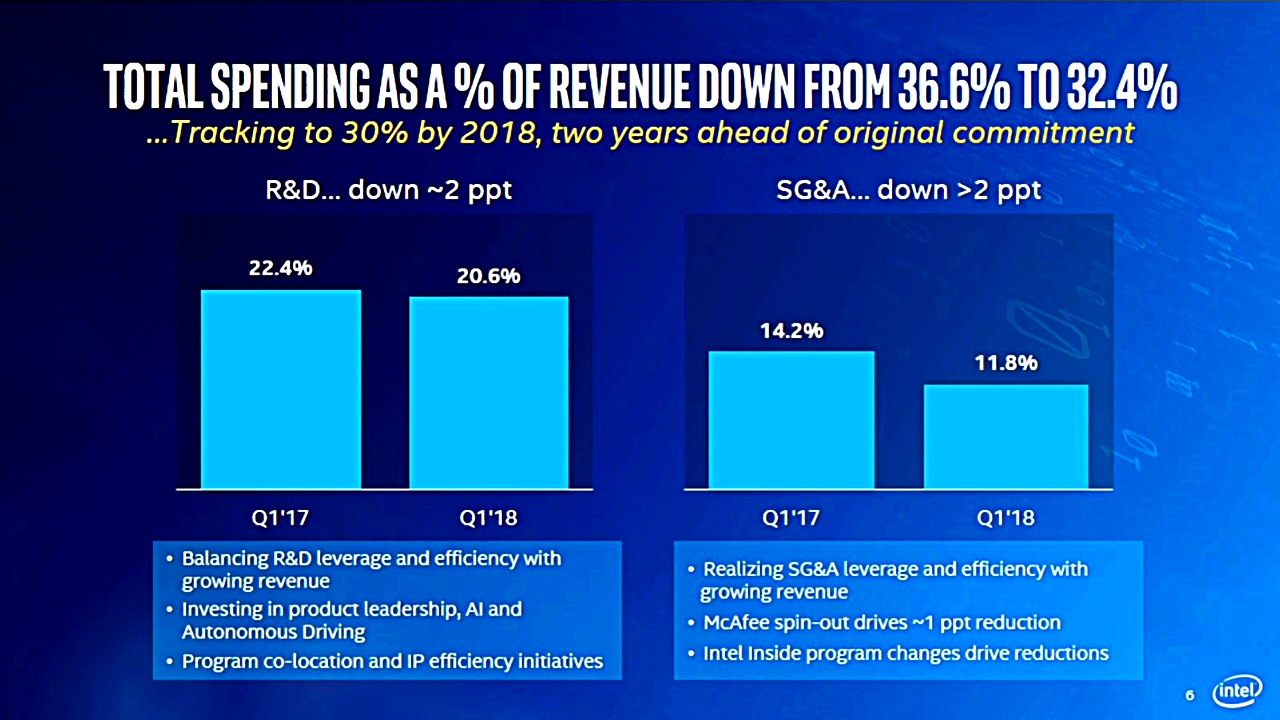 TOTAL SPENDING AS A % OF REVENUE DOWN FROM 36.6% TO 32.4%
...Tracking to 30% by 2018, two years ahead of original commitment
R&D... down ~2 ppt
22.4%
20.6%
Q1'17
Q1'18
• Balancing R&D leverage and efficiency with
growing revenue
• Investing in product leadership, AI and
Autonomous Driving
• Program co-location and IP efficiency initiatives
SG&A... down >2 ppt
14.2%
11.8%
Q1'17
Q1'18
• Realizing SG&A leverage and efficiency with
growing revenue
• McAfee spin-out drives ~1 ppt reduction
• Intel Inside program changes drive reductions
6
intel